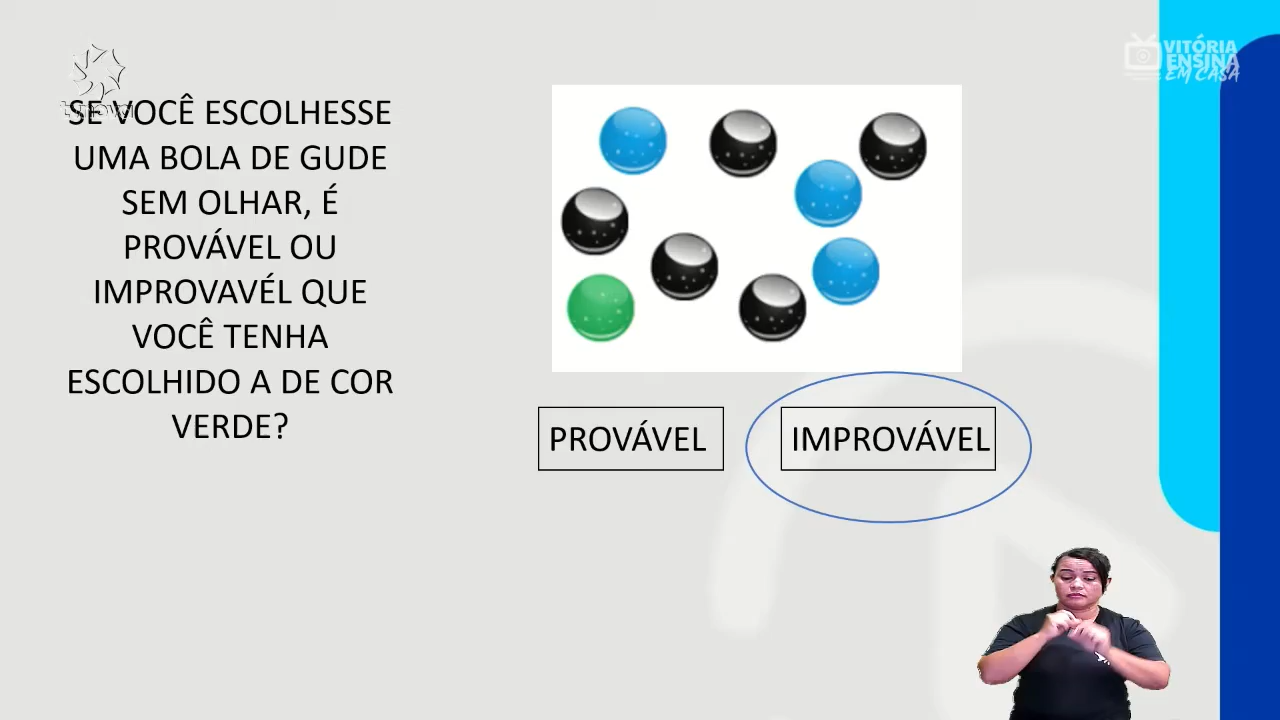 SE VOCÊ ESCOLHESSE
UMA BOLA DE GUDE
SEM OLHAR, É
PROVÁVEL OU
IMPROVAVÉL QUE
VOCÊ TENHA
ESCOLHIDO A DE COR
VERDE?
PROVÁVEL
IMPROVÁVEL
VITÓRIA
ENSINA
EM CASA